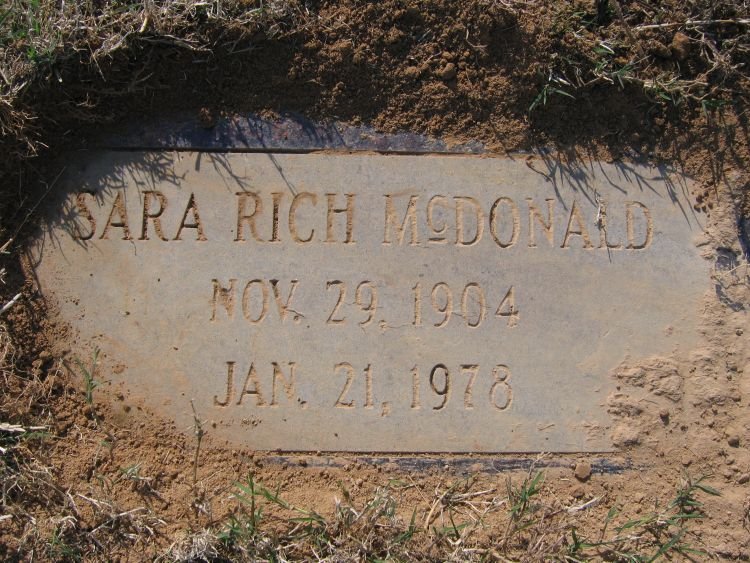 SARA RICH McDONALD
NOV. 29, 1904
JAN. 21, 1978